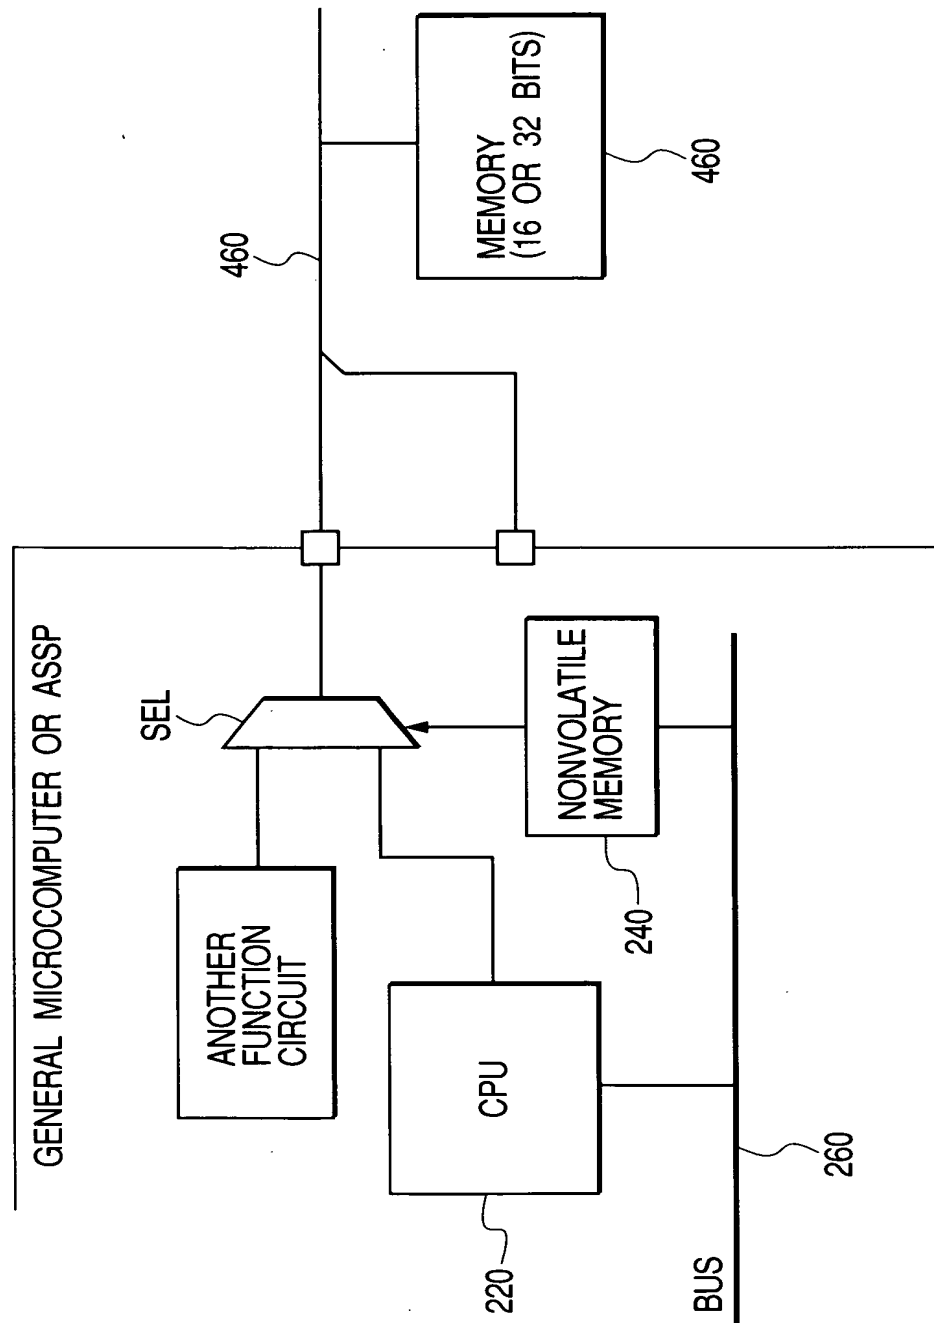 GENERAL MICROCOMPUTER OR ASSP
SEL
460
ANOTHER
FUNCTION
CIRCUIT
MEMORY
(16 OR 32 BITS)
460
CPU
220
NONVOLATILE
MEMORY
240
BUS
260